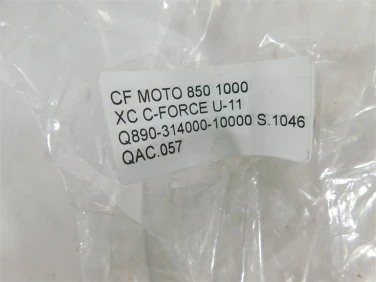 CF MOTO 850 1000
XC C-FORCE U-11
Q890-314000-10000 S.1046
QAC.057